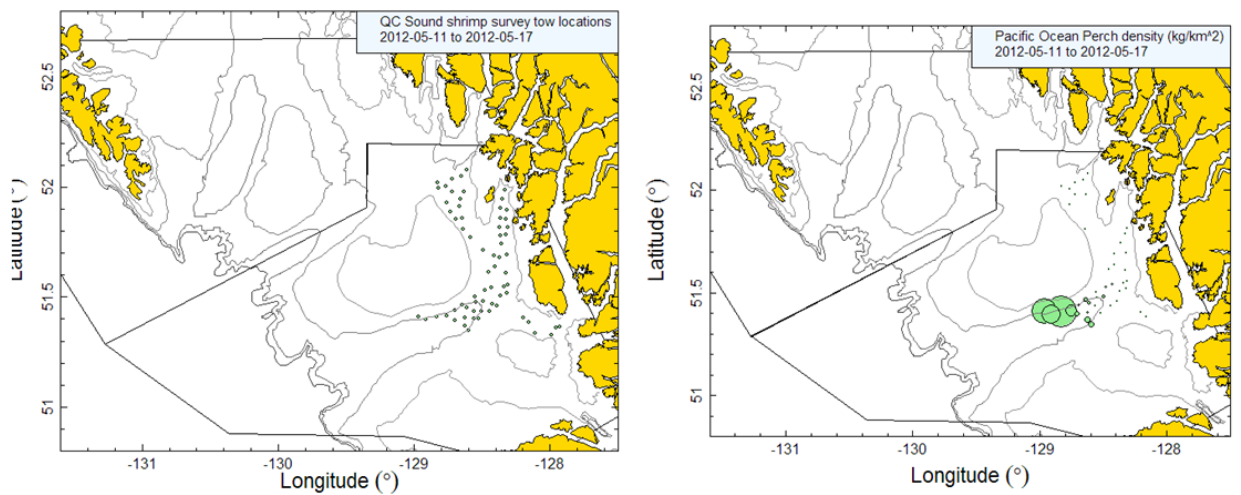 QC Sound shrimp survey tow locations
2012-05-11 to 2012-05-17
52.5
52
51.5
51
Latitude (°)
-131
-130
-129
-128
Longitude (°)
Pacific Ocean Perch density (kg/km^2)
2012-05-11 to 2012-05-17
52.5
52
51.5
51
Latitude (°)
-131
-130
-129
-128
Longitude (°)